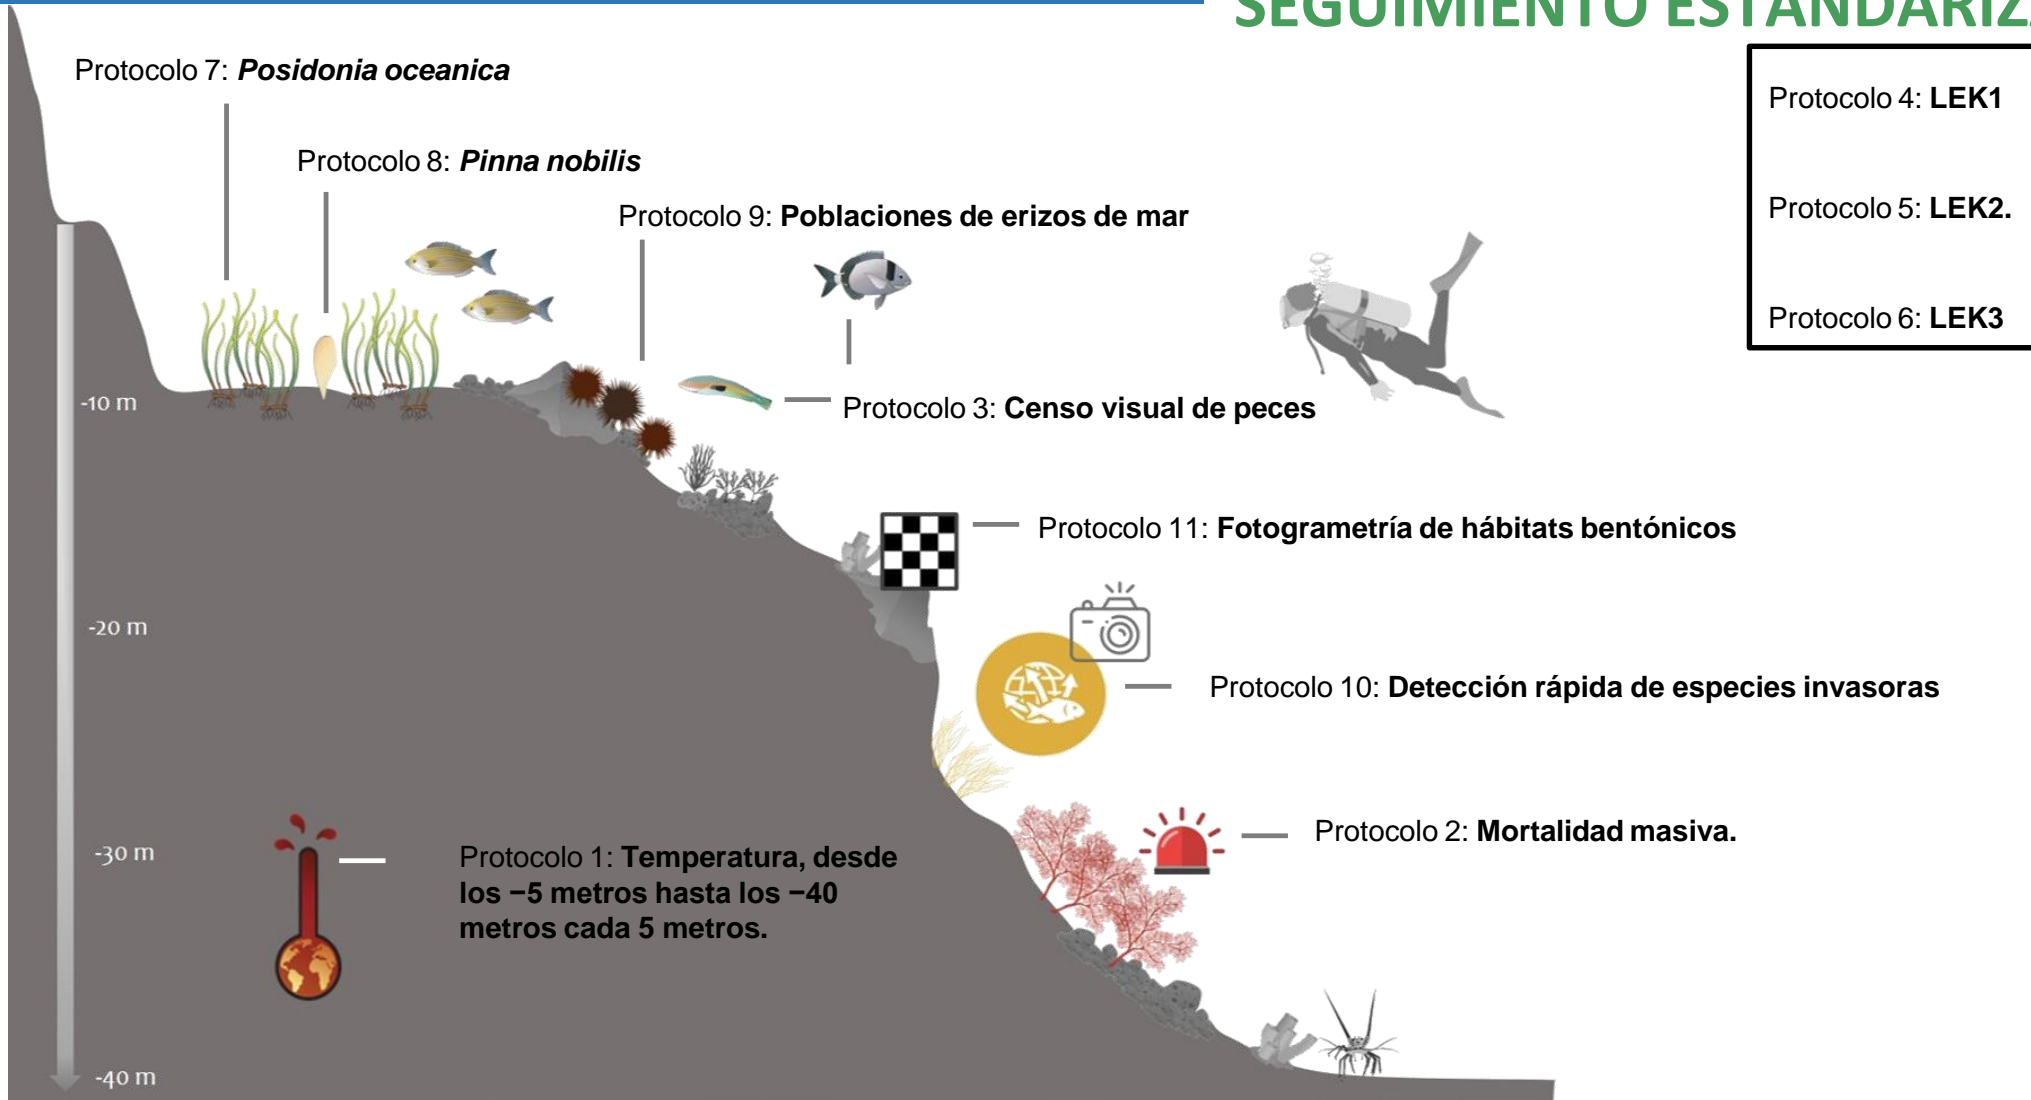 SEGUIMIENTO
Protocolo 7: Posidonia oceanica
Protocolo 4: LEK1
Protocolo 8: Pinna nobilis
Protocolo 9: Poblaciones de erizos de mar
Protocolo 5: LEK2.
Protocolo 6: LEK3
-10 m
Protocolo 3: Censo visual de peces
Protocolo 11: Fotogrametría de hábitats bentónicos
-20 m
Protocolo 10: Detección rápida de especies invasoras
-30 m
Protocolo 2: Mortalidad masiva.
Protocolo 1: Temperatura, desde
los −5 metros hasta los −40
metros cada 5 metros.
-40 m